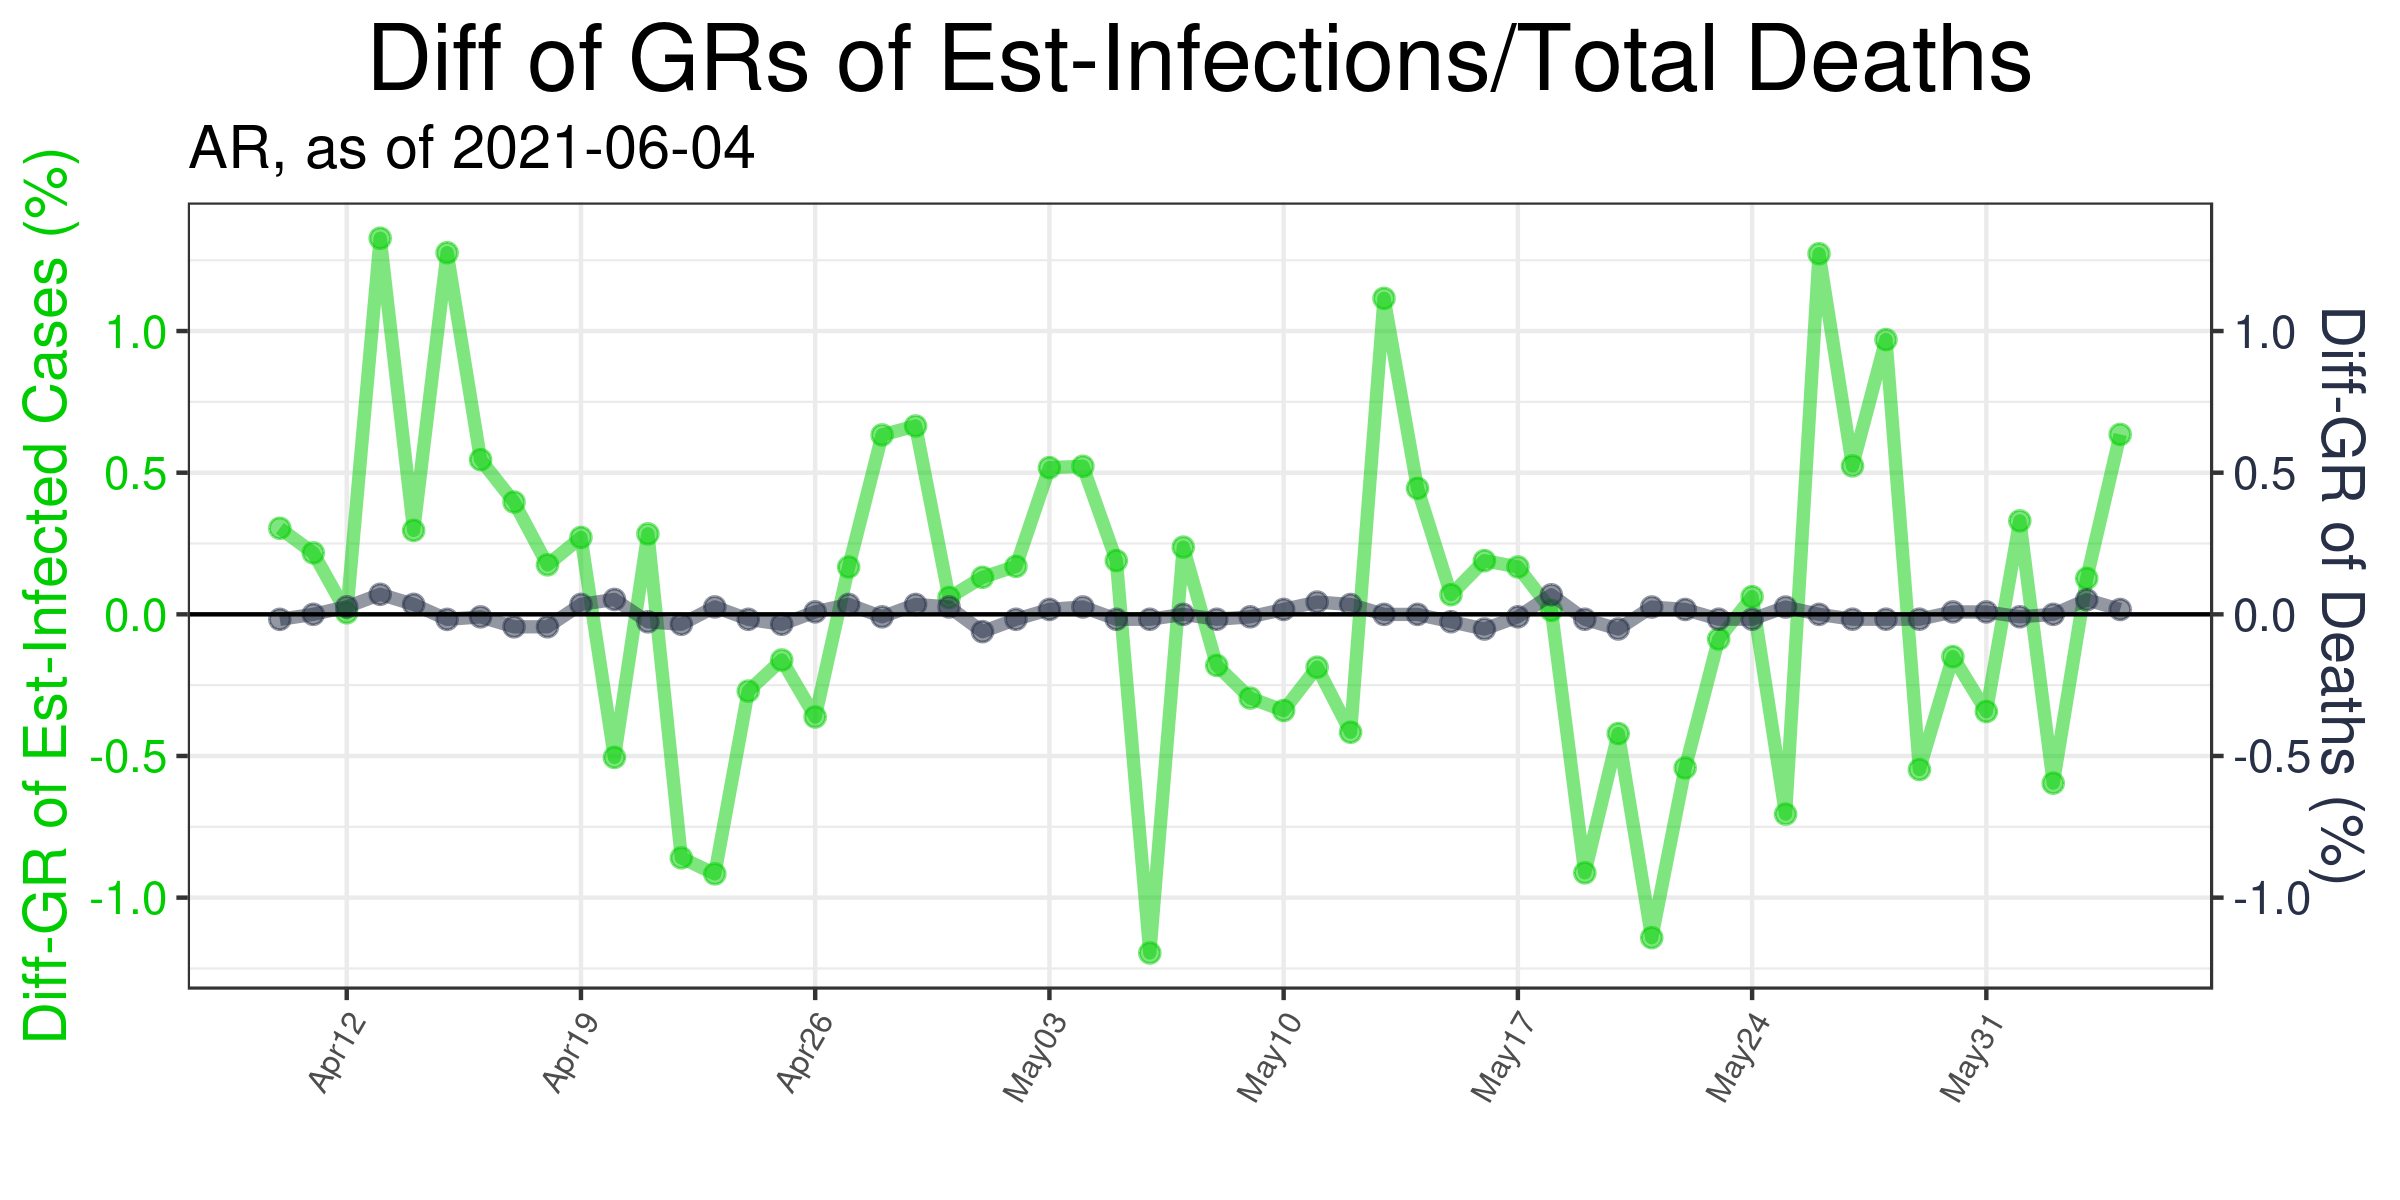 Diff of GRs of Est-Infections/Total Deaths
AR, as of 2021-06-04
Diff-GR of Est-Infected Cases (%)
1.0
0.5
0.0
-0.5
-1.0
1.0
0.5
0.0
-0.5
-1.0
Diff-GR of Deaths (%)
Apr12
Apr19
Apr26
May03
May10
May17
May24
May31